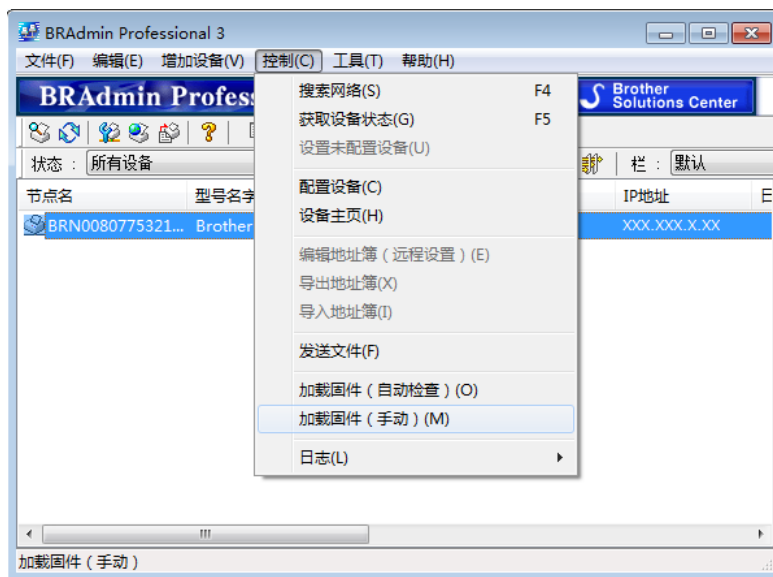 BRAdmin Professional 3
文件(F) 编辑(E) 增加设备(V) 控制(C) 工具(T) 帮助(H)
BRAdmin Profes
Brother
Solutions Center
搜索网络(S) F4
获取设备状态(G) F5
设置未配置设备(U)
配置设备(C)
设备主页(H)
编辑地址簿（远程设置）(E)
导出地址簿(X)
导入地址簿(I)
发送文件(F)
加载固件（自动检查）(O)
加载固件（手动）(M)
日志(L)
状态： 所有设备 栏： 默认
节点名 型号名字 IP地址
BRN0080775321... Brother XXX.XXX.X.XX
加载固件（手动）